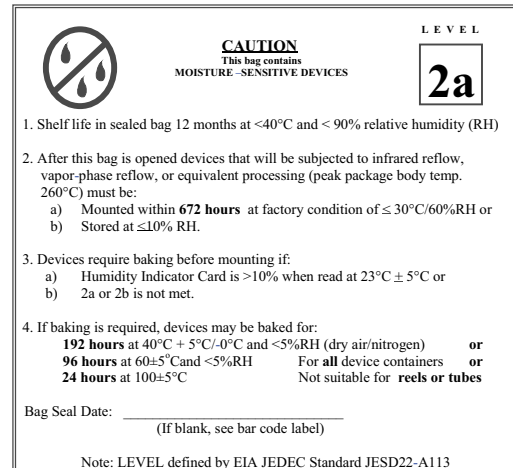 LEVEL
CAUTION
This bag contains
MOISTURE –SENSITIVE DEVICES
2a
1. Shelf life in sealed bag 12 months at <40°C and < 90% relative humidity (RH)
2. After this bag is opened devices that will be subjected to infrared reflow,
vapor-phase reflow, or equivalent processing (peak package body temp.
260°C) must be:
a) Mounted within 672 hours at factory condition of ≤ 30°C/60%RH or
b) Stored at ≤10% RH.
3. Devices require baking before mounting if:
a) Humidity Indicator Card is >10% when read at 23°C ± 5°C or
b) 2a or 2b is not met.
4. If baking is required, devices may be baked for:
192 hours at 40°C + 5°C/-0°C and <5%RH (dry air/nitrogen) or
96 hours at 60±5°Cand <5%RH For all device containers or
24 hours at 100±5°C Not suitable for reels or tubes
Bag Seal Date: ______________________________
(If blank, see bar code label)
Note: LEVEL defined by EIA JEDEC Standard JESD22-A113